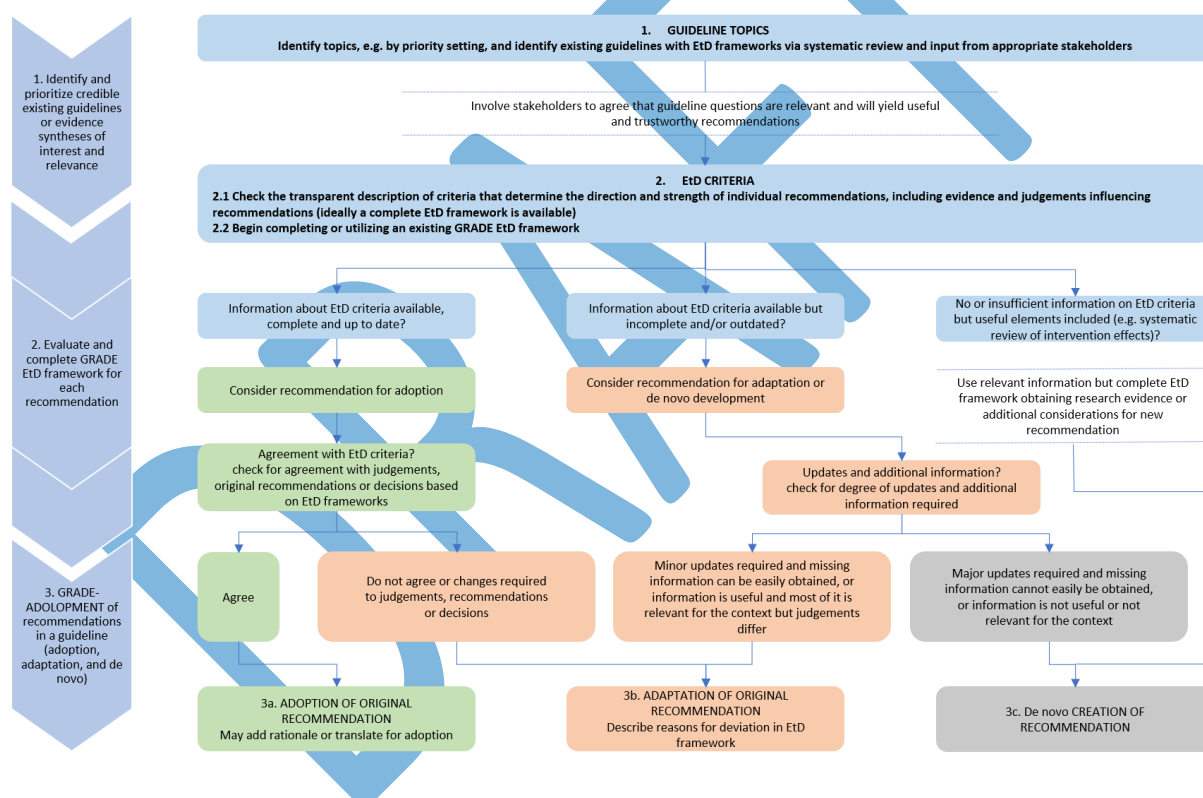 1. Identify and
prioritize credible
existing guidelines
or evidence
syntheses of
interest and
relevance
2. Evaluate and
complete GRADE
EtD framework for
each
recommendation
3. GRADE-
ADOLOPMENT of
recommendations
in a guideline
(adoption,
adaptation, and de
novo)
1. GUIDELINE TOPICS
Identify topics, e.g. by priority setting, and identify existing guidelines with EtD frameworks via systematic review and input from appropriate stakeholders
Involve stakeholders to agree that guideline questions are relevant and will yield useful
and trustworthy recommendations
2. EtD CRITERIA
2.1 Check the transparent description of criteria that determine the direction and strength of individual recommendations, including evidence and judgements influencing
recommendations (ideally a complete EtD framework is available)
2.2 Begin completing or utilizing an existing GRADE EtD framework
Information about EtD criteria available,
complete and up to date?
Information about EtD criteria available but
incomplete and/or outdated?
No or insufficient information on EtD criteria
but useful elements included (e.g. systematic
review of intervention effects)?
Consider recommendation for adoption
Consider recommendation for adaptation or
de novo development
Use relevant information but complete EtD
framework obtaining research evidence or
additional considerations for new
recommendation
Agreement with EtD criteria?
check for agreement with judgements,
original recommendations or decisions based
on EtD frameworks
Updates and additional information?
check for degree of updates and additional
information required
Agree
Do not agree or changes required
to judgements, recommendations
or decisions
Minor updates required and missing
information can be easily obtained, or
information is useful and most of it is
relevant for the context but judgements
differ
Major updates required and missing
information cannot easily be obtained,
or information is not useful or not
relevant for the context
3a. ADOPTION OF ORIGINAL
RECOMMENDATION
May add rationale or translate for adoption
3b. ADAPTATION OF ORIGINAL
RECOMMENDATION
Describe reasons for deviation in EtD
framework
3c. De novo CREATION OF
RECOMMENDATION